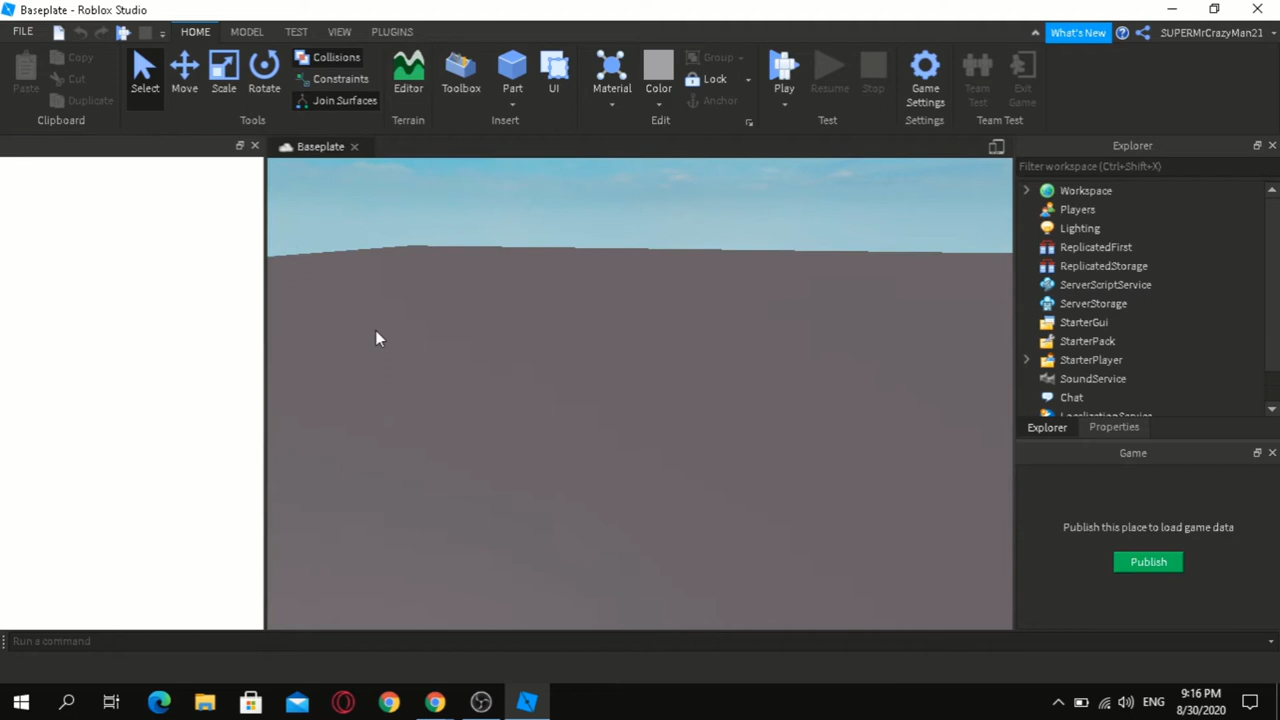 Baseplate - Roblox Studio
FILE HOME MODEL TEST VIEW PLUGINS What's New SUPERMrCrazyMan21
Paste Copy Cut Duplicate Clipboard
Select Move Scale Rotate Collisions Constraints Join Surfaces Tools
Editor Terrain
Toolbox Part UI Insert
Material Color Group Lock Anchor Edit
Play Resume Stop Test
Game Settings Settings
Team Test Exit Game Team Test
Baseplate
Explorer
Filter workspace (Ctrl+Shift+X)
Workspace
Players
Lighting
ReplicatedFirst
ReplicatedStorage
ServerScriptService
ServerStorage
StarterGui
StarterPack
StarterPlayer
SoundService
Chat
LocalizationService
Explorer Properties
Game
Publish this place to load game data
Publish
Run a command
ENG
9:16 PM
8/30/2020